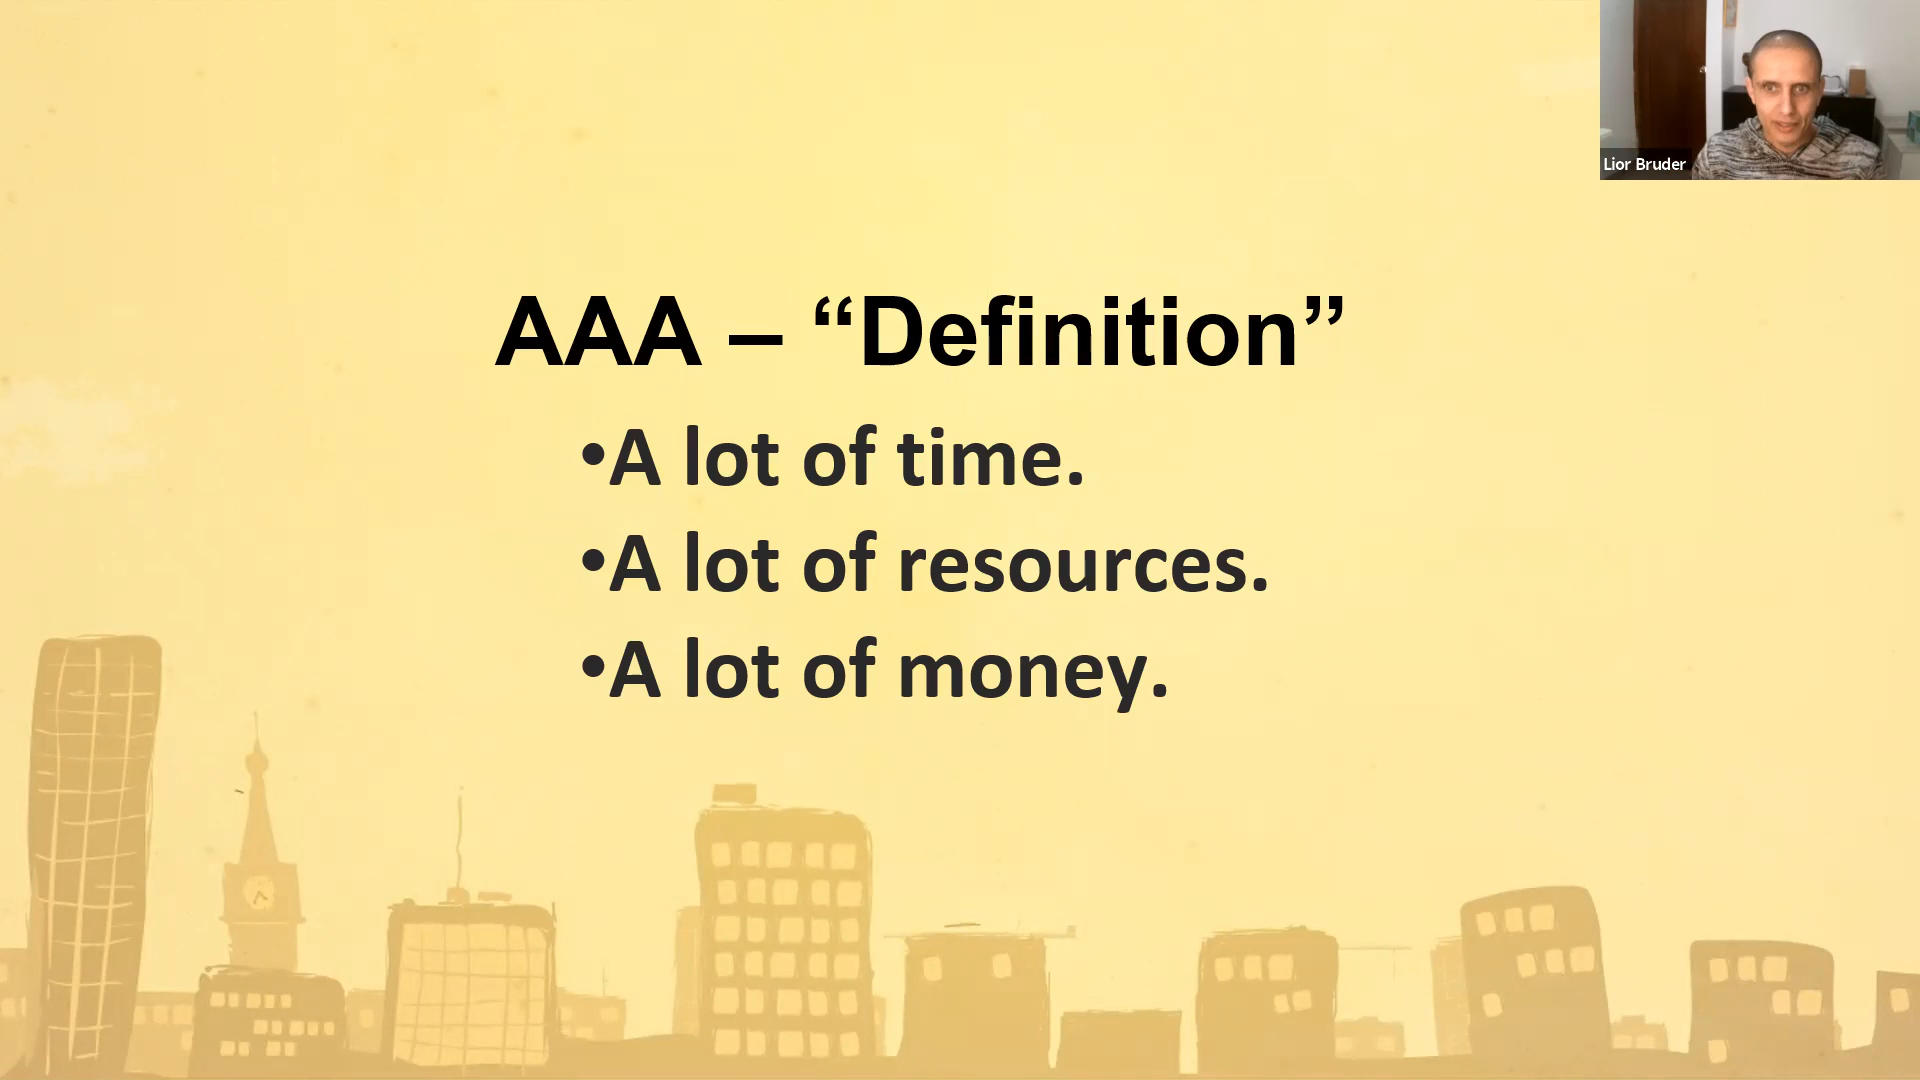 AAA – “Definition”
•A lot of time.
•A lot of resources.
•A lot of money.
Lior Bruder